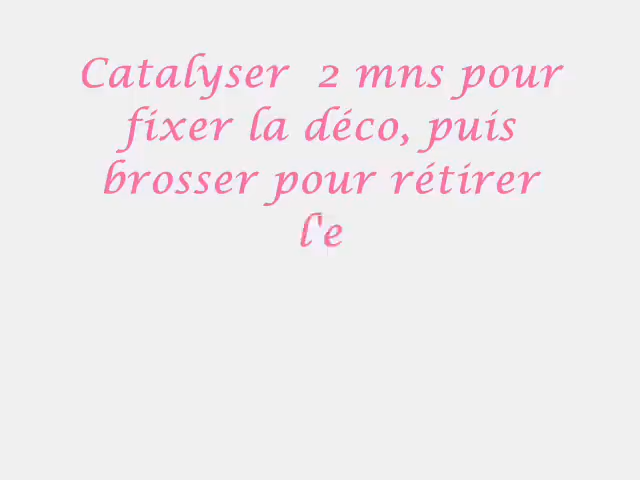 Catalyser 2 mns pour
fixer la déco, puis
brosser pour rétirer
l'e